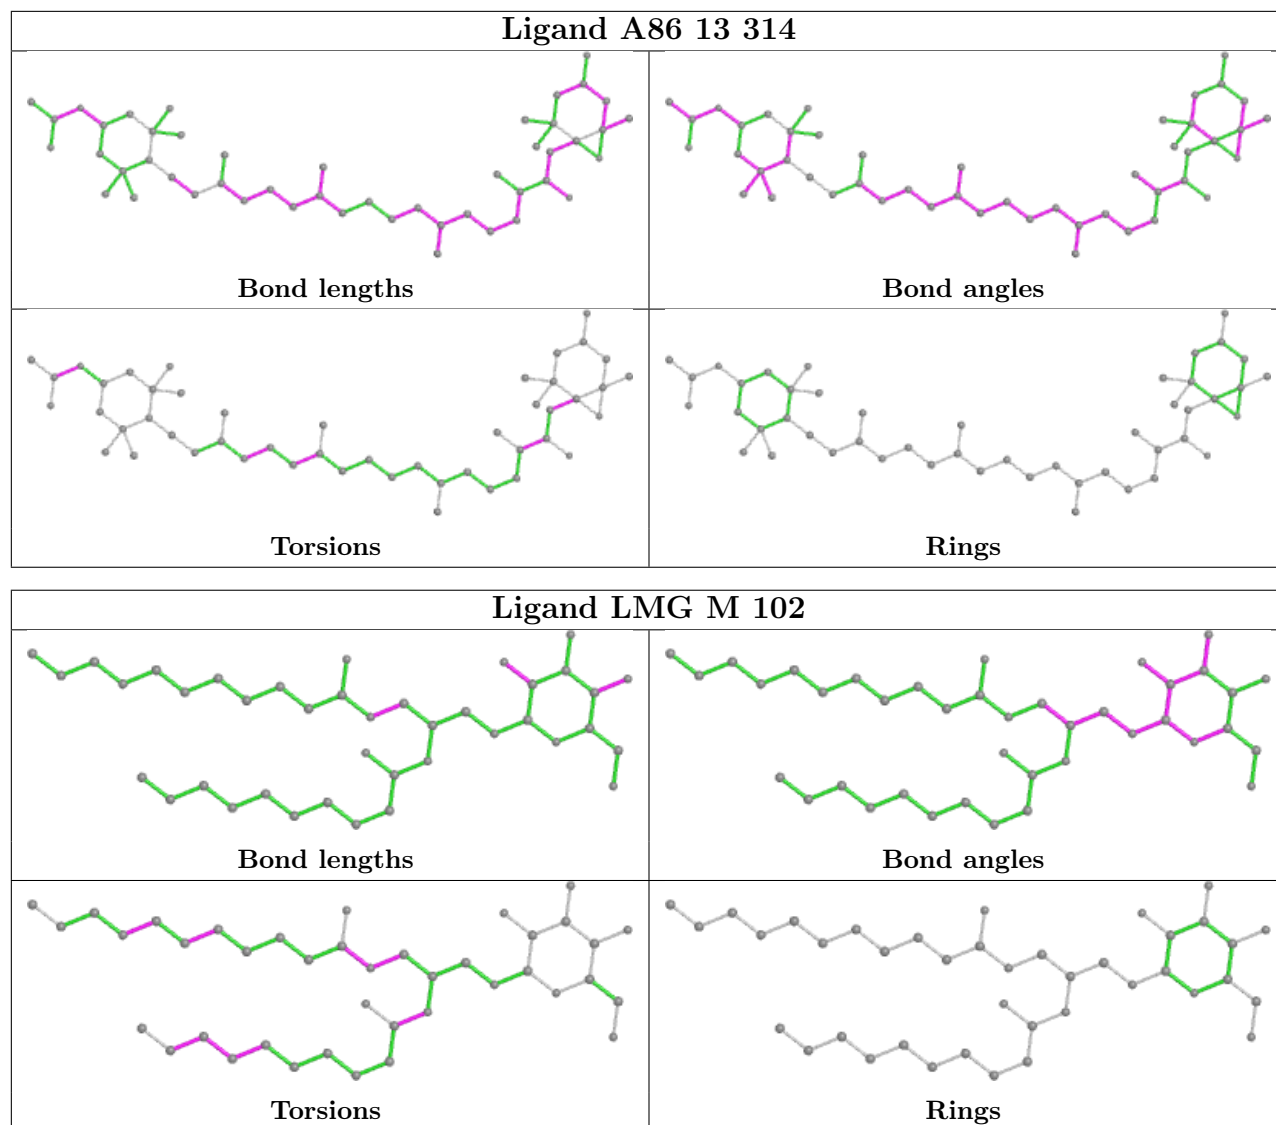 Ligand A86 13 314
Bond lengths
Bond angles
Torsions
Rings
Ligand LMG M 102
Bond lengths
Bond angles
Torsions
Rings